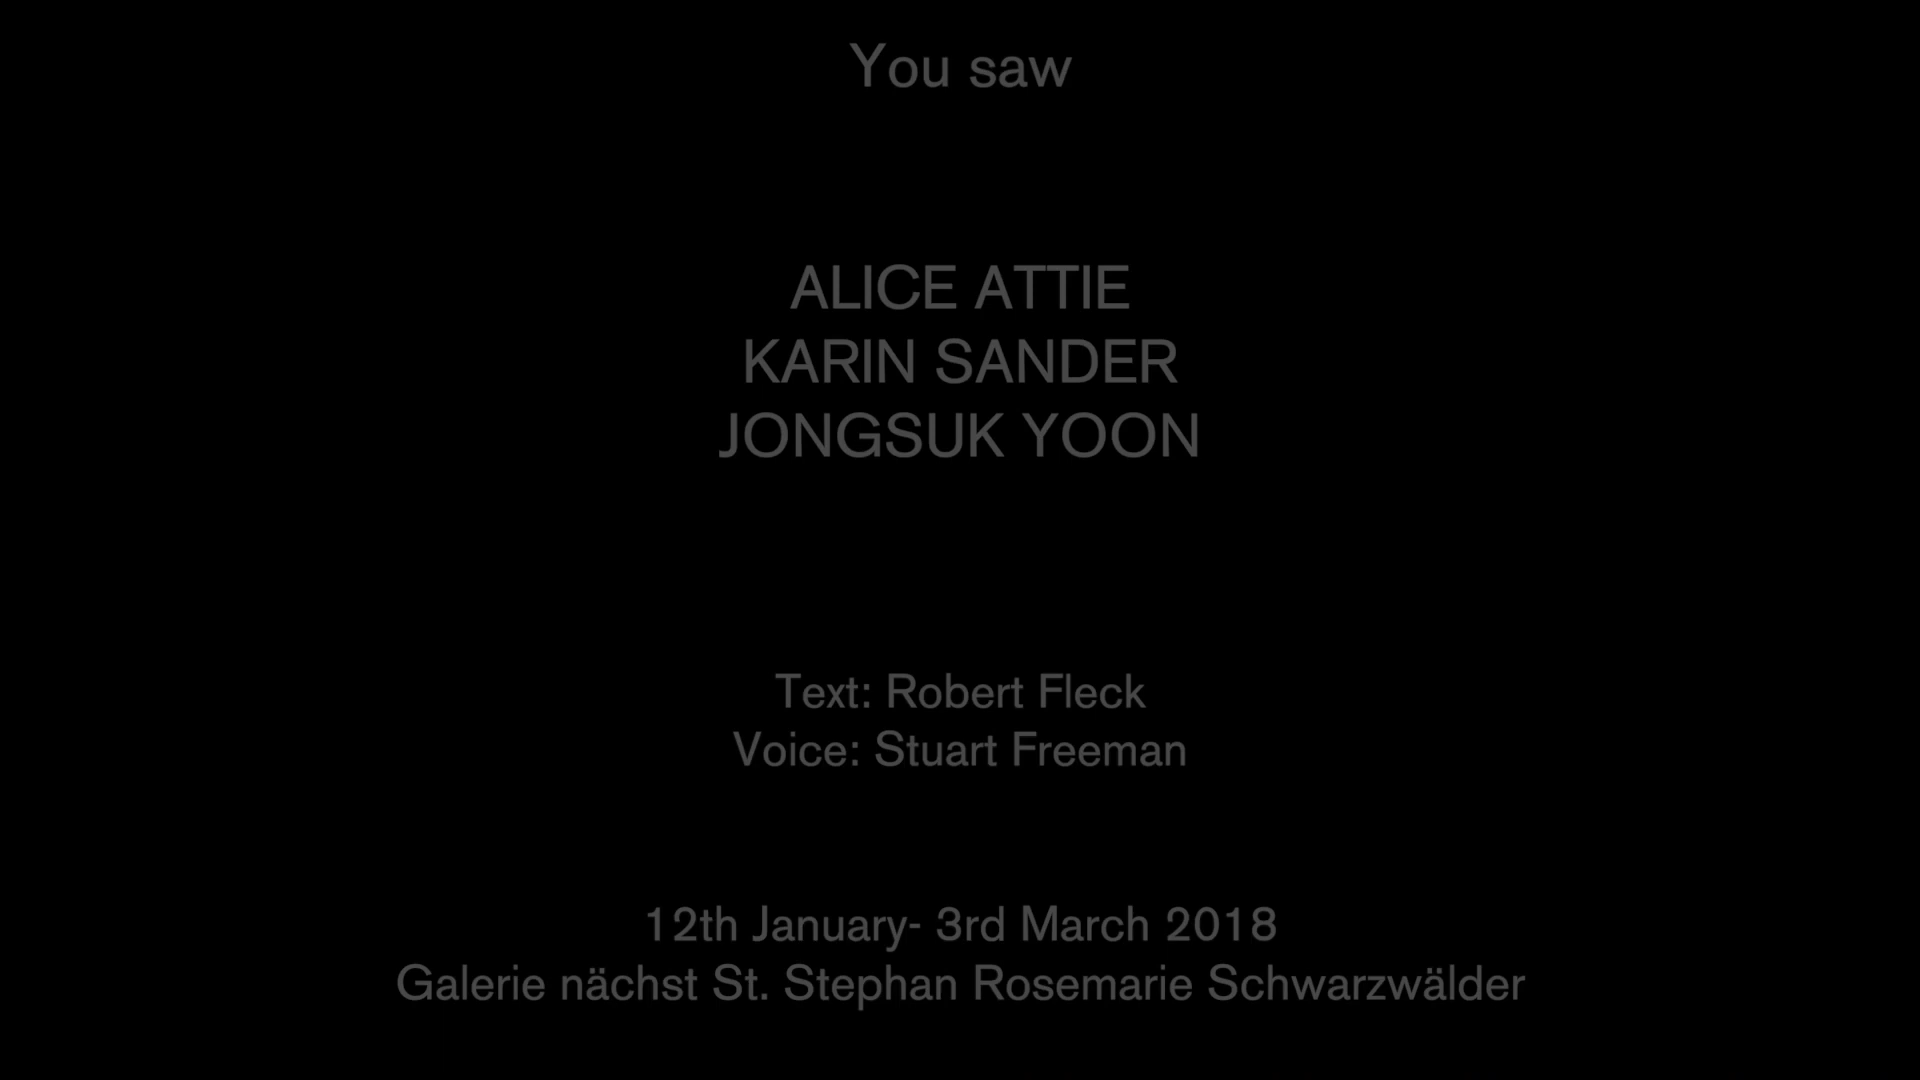 You saw
ALICE ATTIE
KARIN SANDER
JONGSUK YOON
Text: Robert Fleck
Voice: Stuart Freeman
12th January- 3rd March 2018
Galerie nächst St. Stephan Rosemarie Schwarzwälder